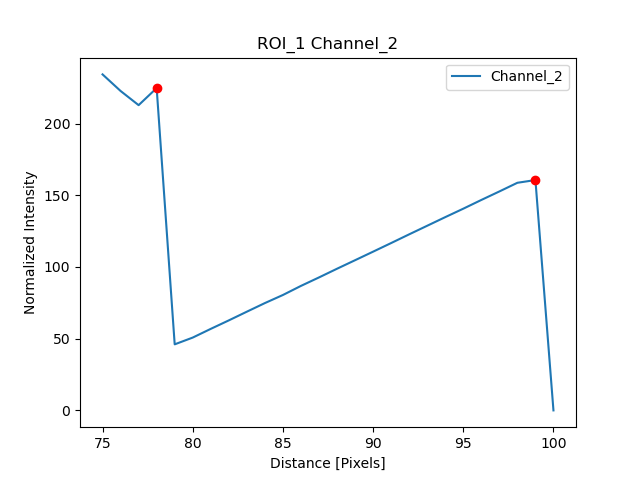 ROI_1 Channel_2
Channel_2
Normalized Intensity
200
150
100
50
0
75 80 85 90 95 100
Distance [Pixels]